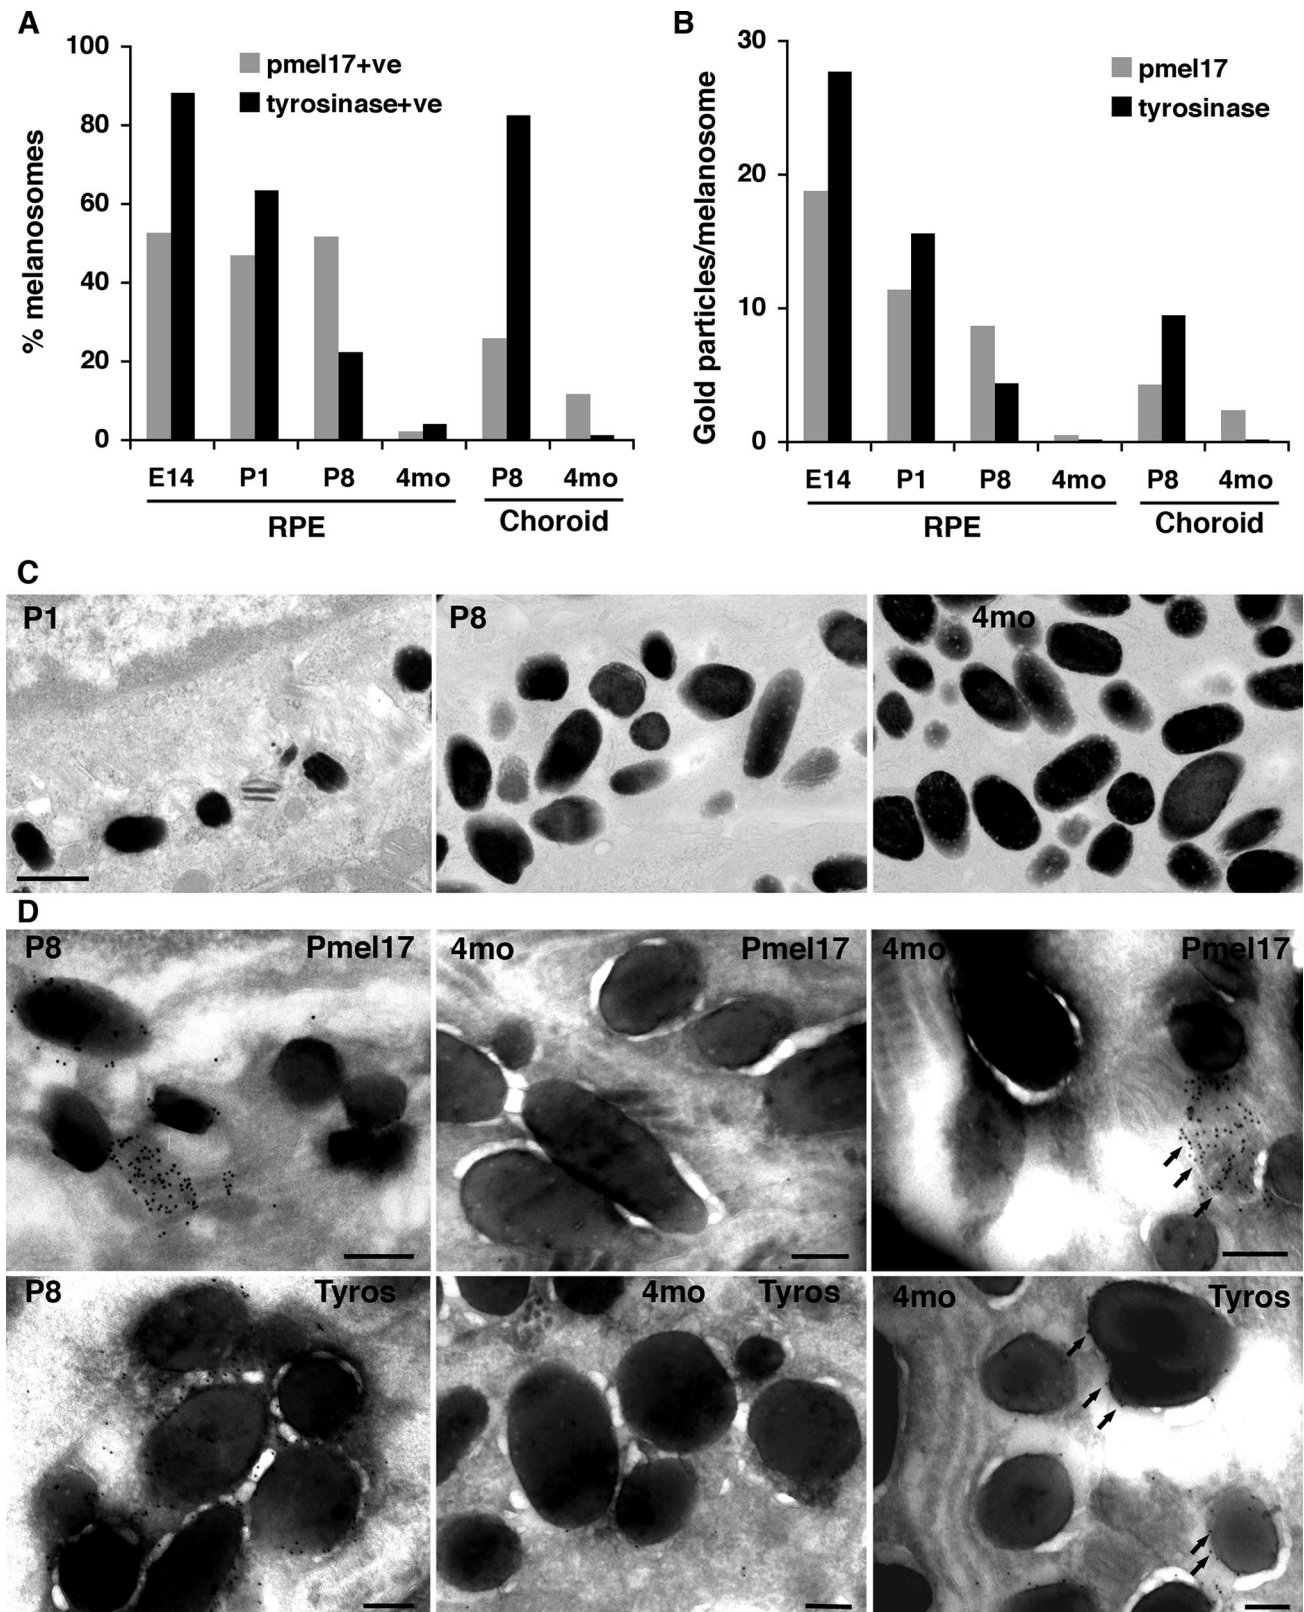 A
100
80
60
40
20
0
% melanosomes
pmel17+ve
tyrosinase+ve
E14 P1 P8 4mo P8 4mo
RPE Choroid
B
30
20
10
0
Gold particles/melanosome
pmel17
tyrosinase
E14 P1 P8 4mo P8 4mo
RPE Choroid
C
P1 P8 4mo
D
P8 Pmel17 4mo Pmel17 4mo Pmel17
P8 Tyros 4mo Tyros 4mo Tyros